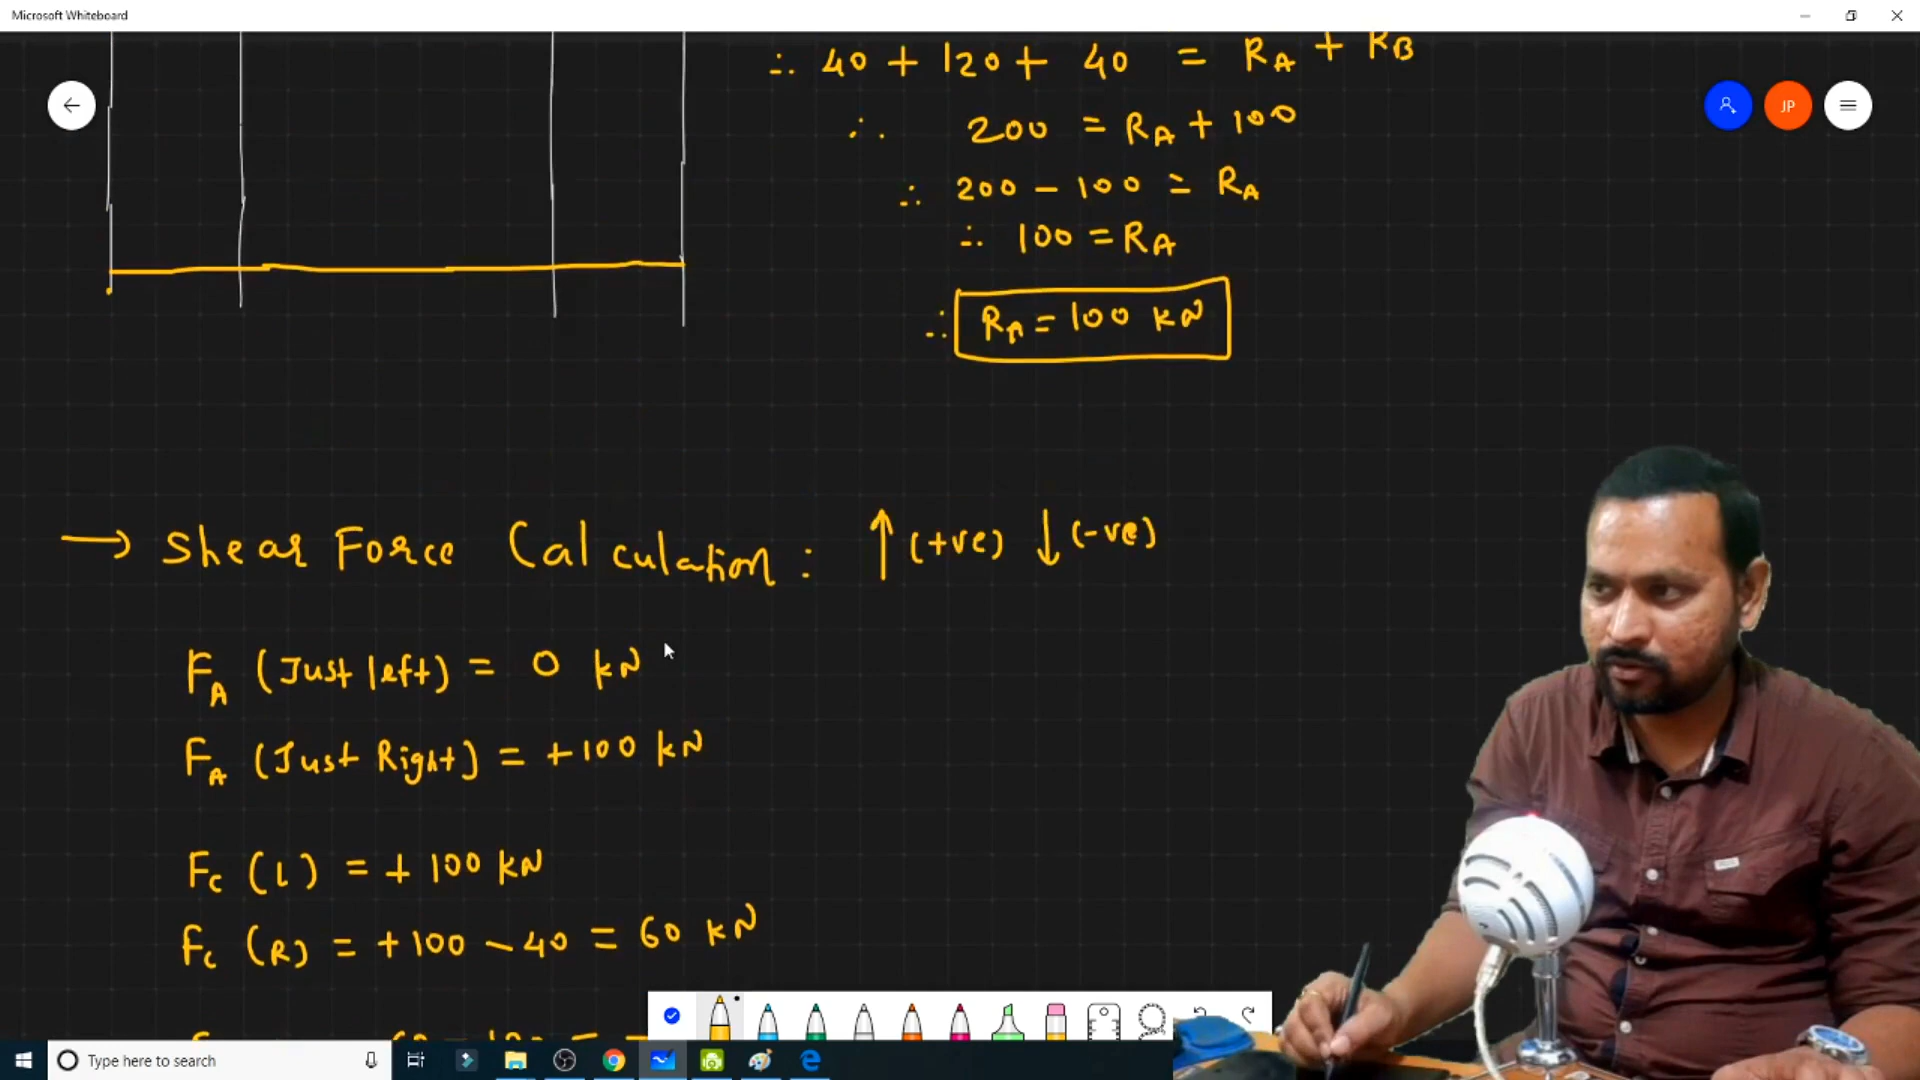 Microsoft Whiteboard
∴ 40 + 120 + 40 = RA + RB
∴ 200 = RA + 100
JP
∴ 200 - 100 = RA
∴ 100 = RA
∴ RA = 100 kN
→ Shear Force Calculation : ↑ (+ve) ↓ (-ve)
FA (Just left) = 0 kN
FA (Just Right) = +100 kN
Fc (L) = + 100 kN
Fc (R) = +100 - 40 = 60 kN
Type here to search